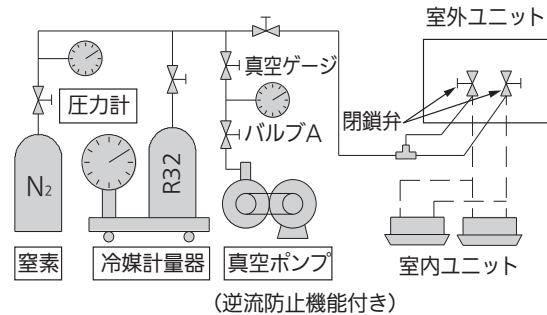 室外ユニット
真空ゲージ
圧力計
閉鎖弁
バルブA
N2
R32
窒素
冷媒計量器
真空ポンプ
室内ユニット
(逆流防止機能付き)